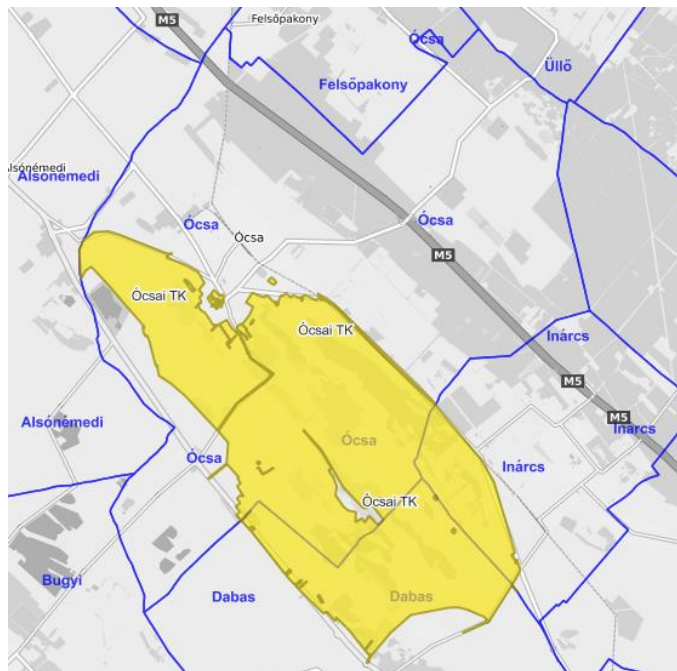 M5
Felsőpakony
Ócsa
Üllő
Felsőpakony
Alsónémedi
Alsónémedi
Ócsa
Ócsa
Ócsa
M5
Ócsai TK
Ócsai TK
Inárcs
M5
M5
Inárcs
Alsónémedi
Ócsa
Ócsa
Inárcs
Ócsai TK
Bugyi
Dabas
Dabas